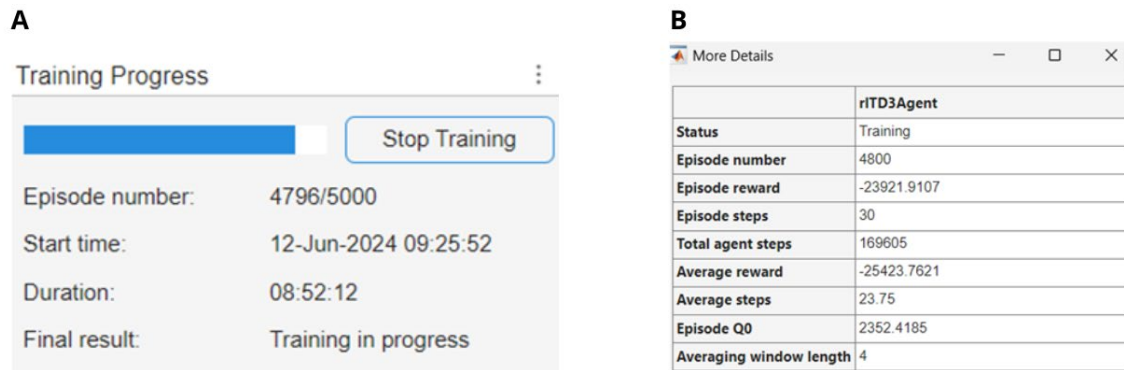 A
Training Progress
Stop Training
Episode number: 4796/5000
Start time: 12-Jun-2024 09:25:52
Duration: 08:52:12
Final result: Training in progress
B
More Details
rlTD3Agent
Status Training
Episode number 4800
Episode reward -23921.9107
Episode steps 30
Total agent steps 169605
Average reward -25423.7621
Average steps 23.75
Episode Q0 2352.4185
Averaging window length 4